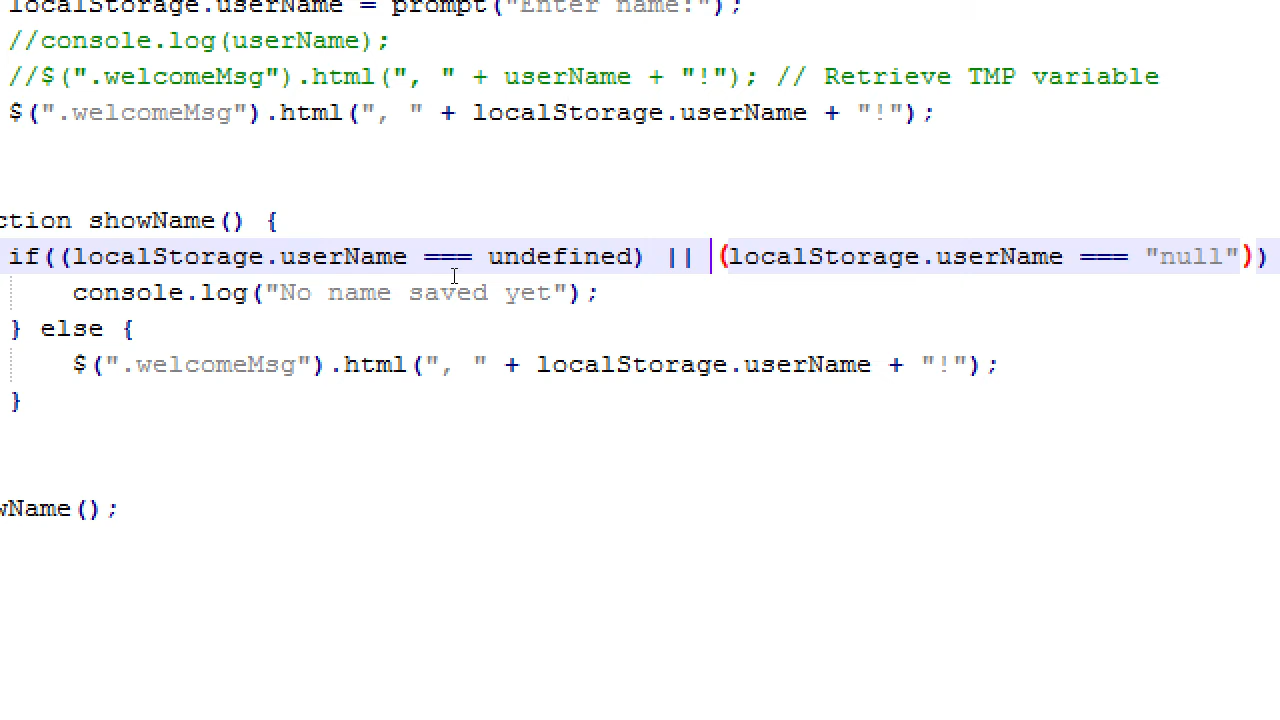 localStorage.userName = prompt("Enter name!");
//console.log(userName);
//$(".welcomeMsg").html(", " + userName + "!"); // Retrieve TMP variable
$(".welcomeMsg").html(", " + localStorage.userName + "!");
ction showName() {
if((localStorage.userName === undefined) || (localStorage.userName === "null"))
console.log("No name saved yet");
} else {
$(".welcomeMsg").html(", " + localStorage.userName + "!");
}
wName();